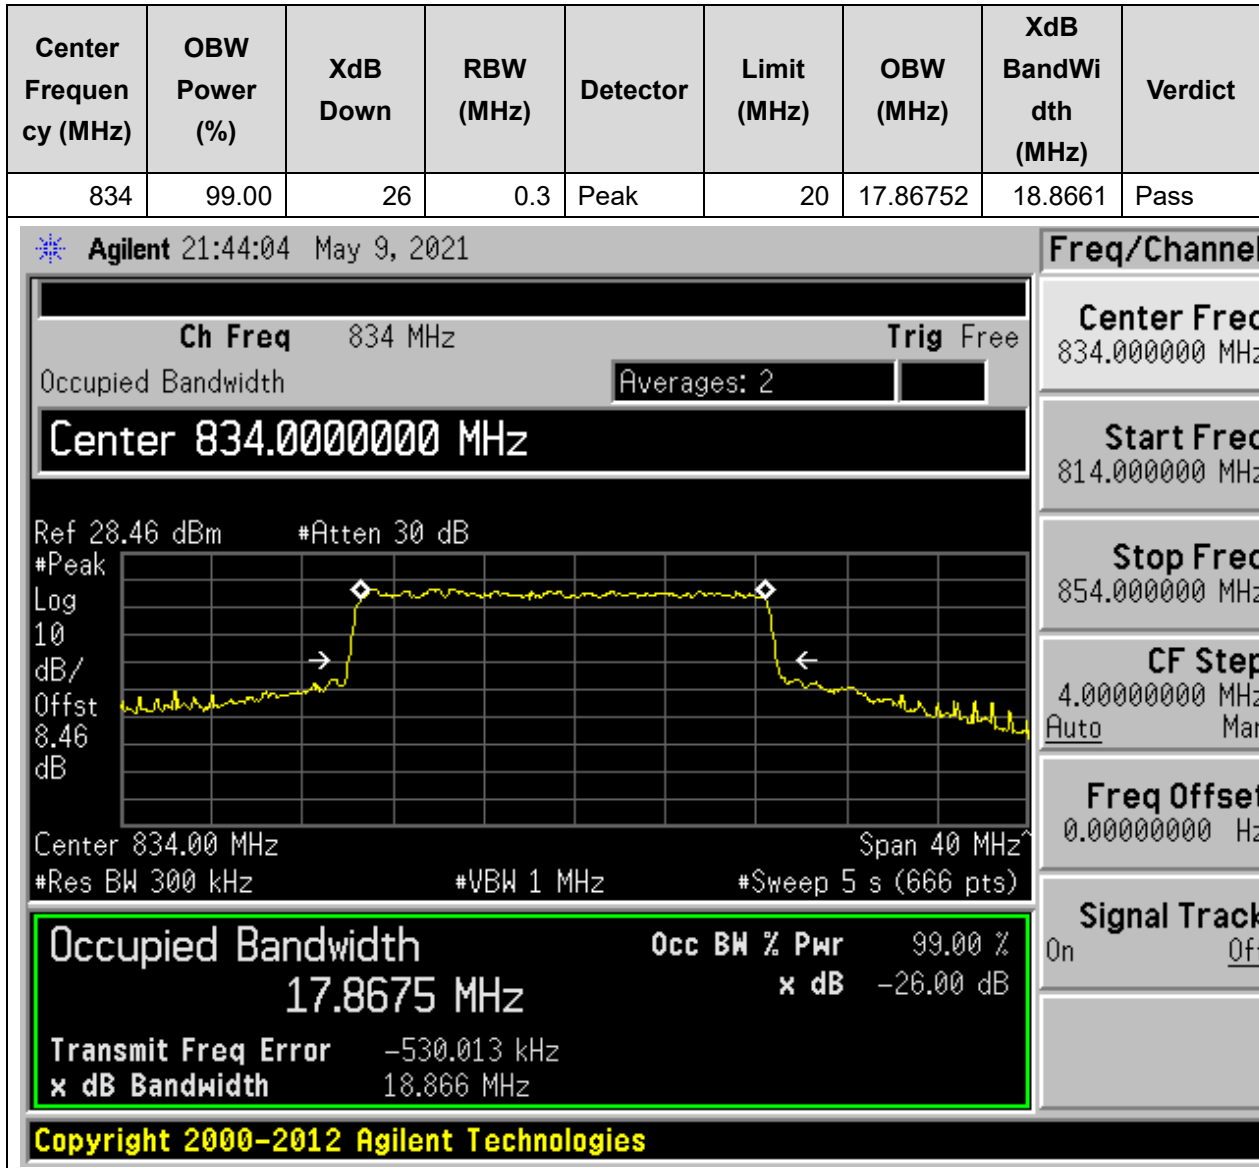 Center Frequen cy (MHz) OBW Power (%) XdB Down RBW (MHz) Detector Limit (MHz) OBW (MHz) XdB BandWi dth (MHz) Verdict
834 99.00 26 0.3 Peak 20 17.86752 18.8661 Pass
Agilent 21:44:04 May 9, 2021
Freq/Channel
Ch Freq 834 MHz Trig Free
Occupied Bandwidth Averages: 2
Center 834.0000000 MHz
Ref 28.46 dBm #Atten 30 dB
#Peak
Log
10
dB/
Offst
8.46
dB
Center 834.00 MHz Span 40 MHz^
#Res BW 300 kHz #VBW 1 MHz #Sweep 5 s (666 pts)
Occupied Bandwidth Occ BW % Pwr 99.00 %
17.8675 MHz x dB -26.00 dB
Transmit Freq Error -530.013 kHz
x dB Bandwidth 18.866 MHz
Center Freq
834.000000 MHz
Start Freq
814.000000 MHz
Stop Freq
854.000000 MHz
CF Step
4.00000000 MHz
Auto Man
Freq Offset
0.00000000 Hz
Signal Track
On Off
Copyright 2000-2012 Agilent Technologies